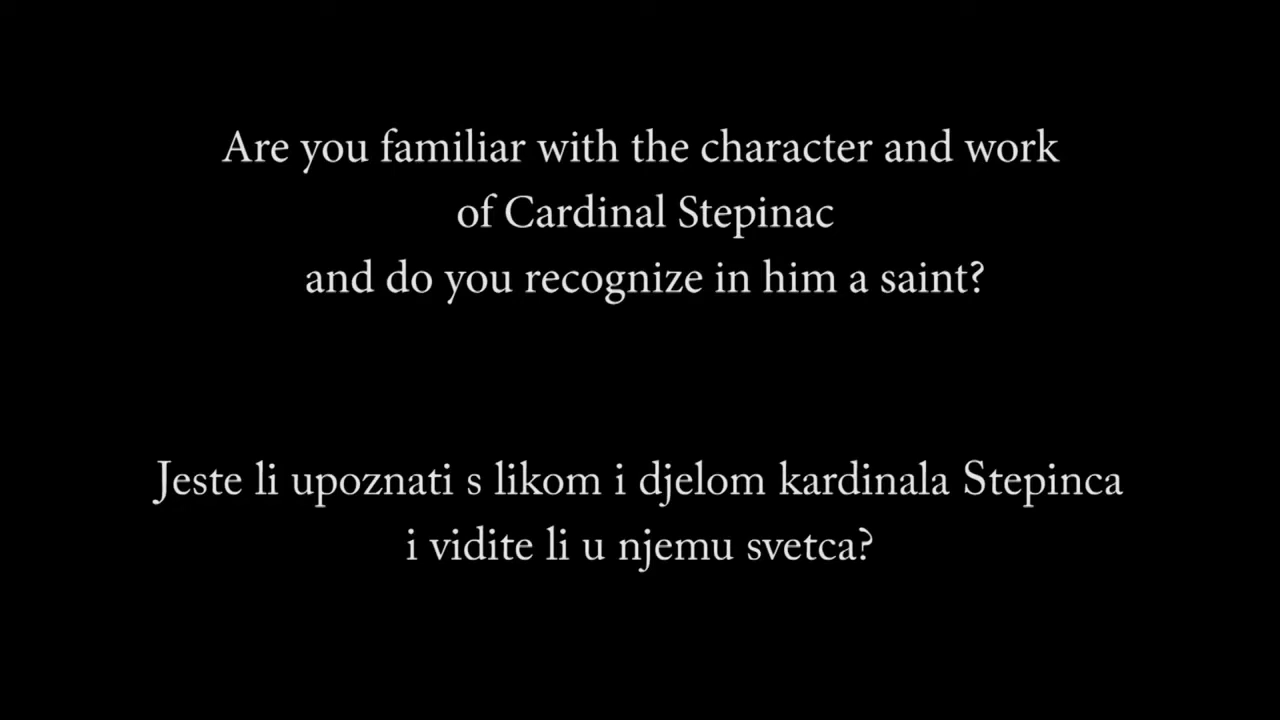 Are you familiar with the character and work
of Cardinal Stepinac
and do you recognize in him a saint?
Jeste li upoznati s likom i djelom kardinala Stepinca
i vidite li u njemu svetca?